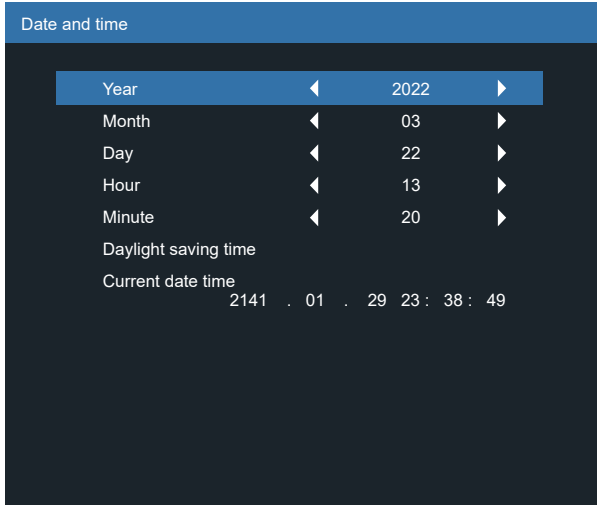 Date and time
Year 2022
Month 03
Day 22
Hour 13
Minute 20
Daylight saving time
Current date time
2141 . 01 . 29 23 : 38 : 49